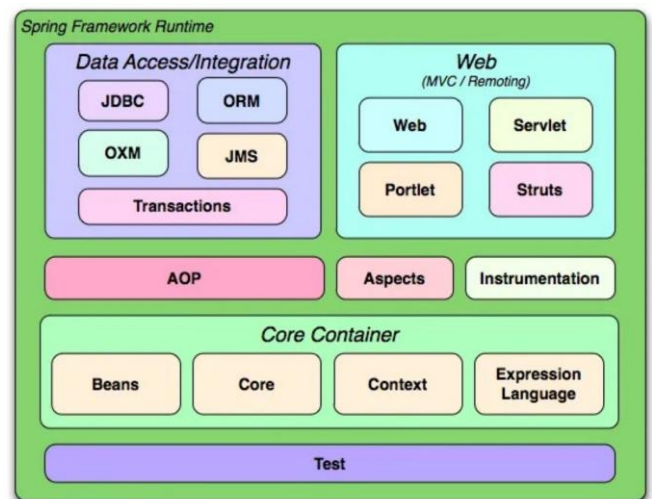 Spring Framework Runtime
Data Access/Integration
JDBC
ORM
OXM
JMS
Transactions
Web
(MVC / Remoting)
Web
Servlet
Portlet
Struts
AOP
Aspects
Instrumentation
Core Container
Beans
Core
Context
Expression
Language
Test